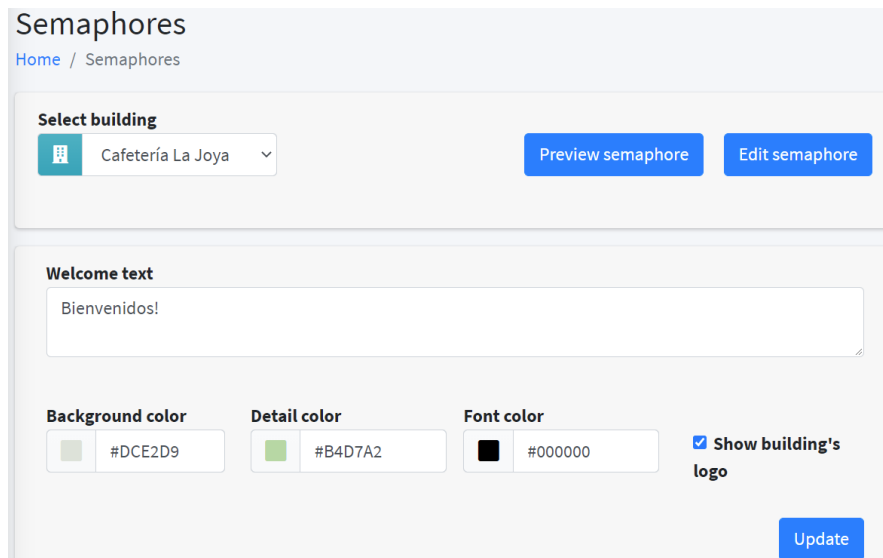 Semaphores
Home / Semaphores
Select building
Cafetería La Joya
Preview semaphore
Edit semaphore
Welcome text
Bienvenidos!
Background color
Detail color
Font color
#DCE2D9
#B4D7A2
#000000
Show building's
logo
Update